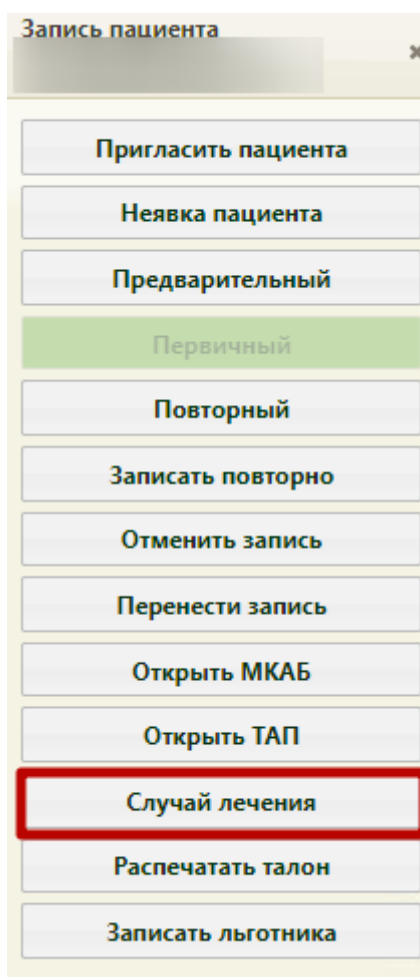 Запись пациента
Пригласить пациента
Неявка пациента
Предварительный
Первичный
Повторный
Записать повторно
Отменить запись
Перенести запись
Открыть МКАБ
Открыть ТАП
Случай лечения
Распечатать талон
Записать льготника